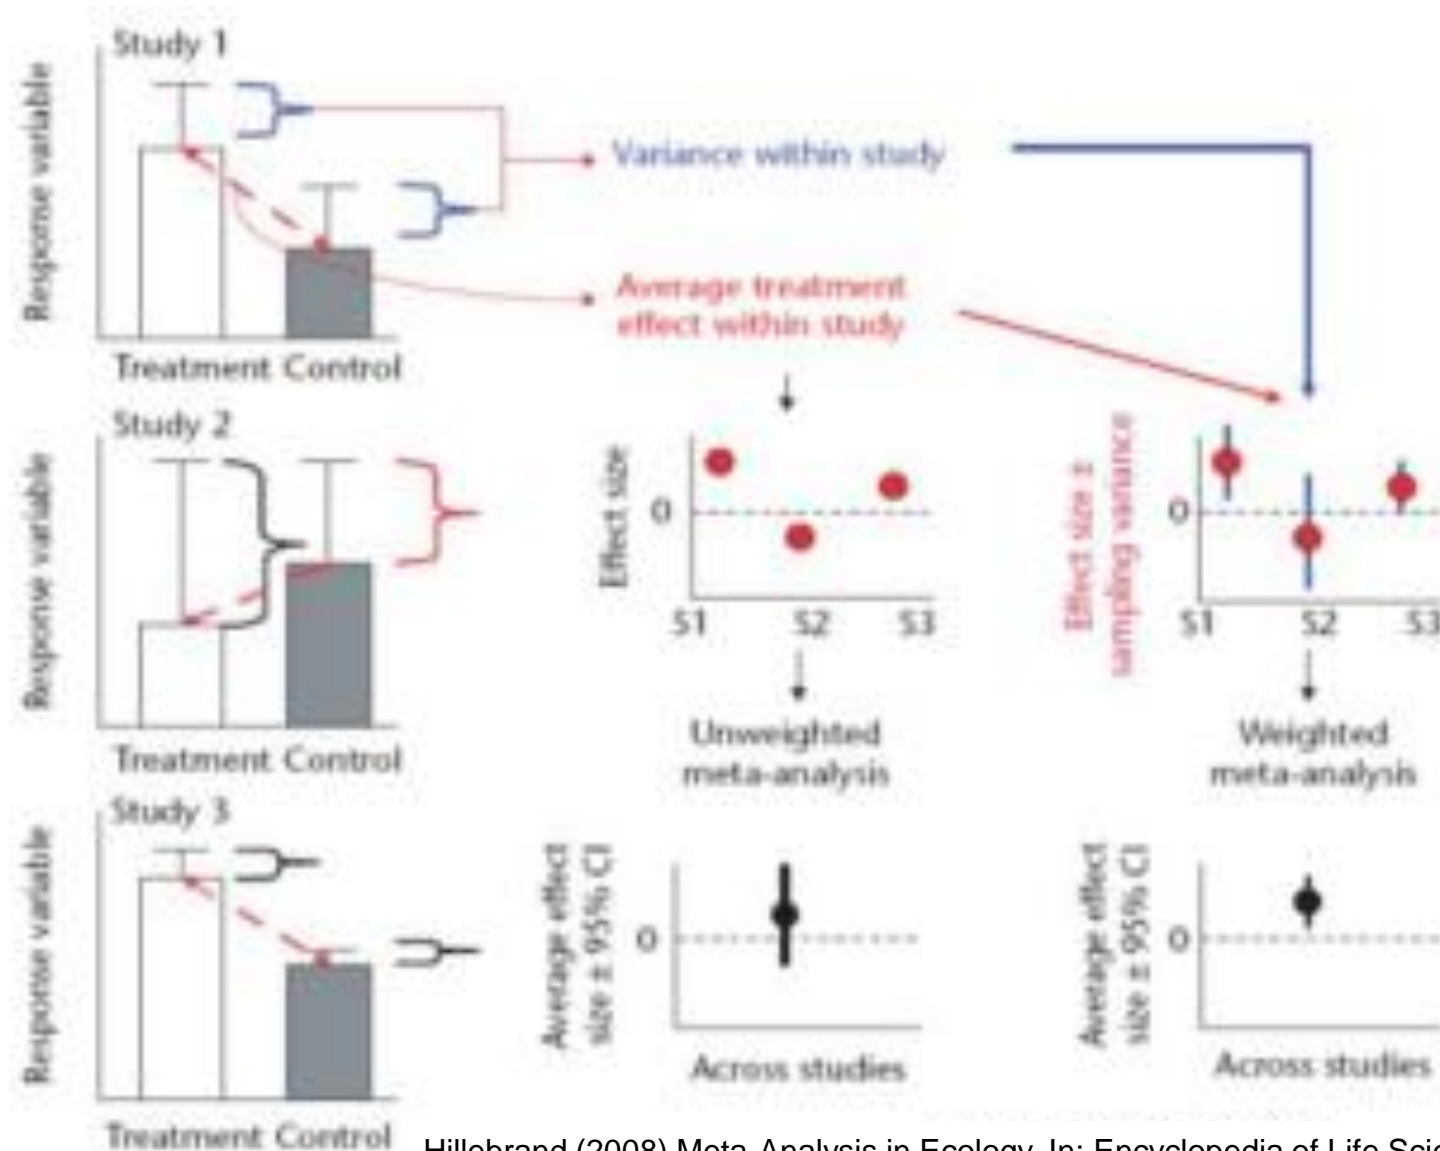 Study 1
Response variable
Treatment Control
Variance within study
Average treatment
effect within study
Study 2
Response variable
Treatment Control
Effect size
0
S1 S2 S3
Unweighted
meta-analysis
Effect size ±
sampling variance
0
S1 S2 S3
Weighted
meta-analysis
Study 3
Response variable
Treatment Control
Average effect
size ± 95% CI
0
Across studies
Average effect
size ± 95% CI
0
Across studies
Hillebrand (2008) Meta-Analysis in Ecology. In: Encyclopedia of Life Scie